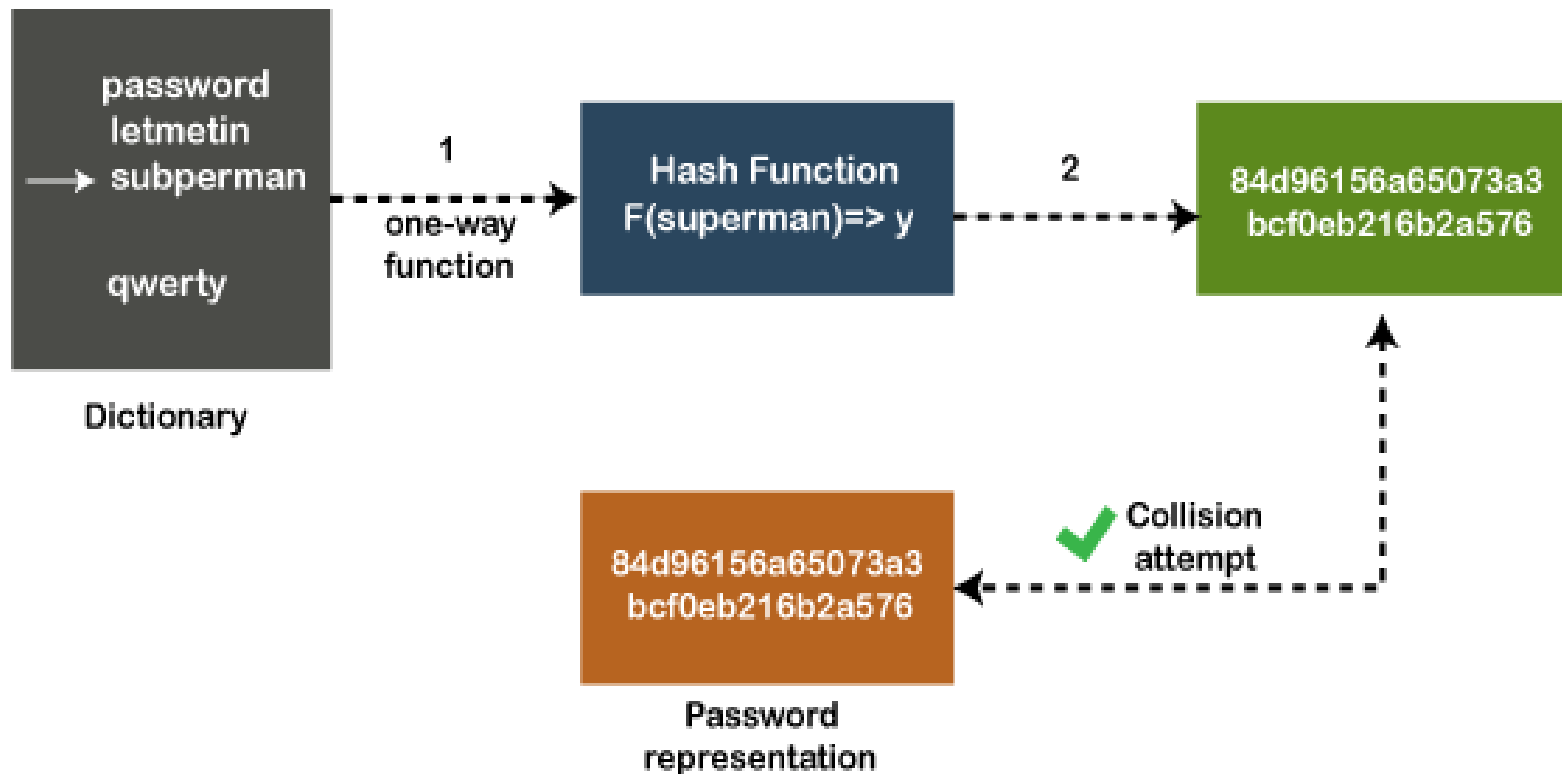 password
letmetin
subperman
qwerty
Dictionary
1
one-way
function
Hash Function
F(superman)=> y
2
84d96156a65073a3
bcf0eb216b2a576
Collision
attempt
84d96156a65073a3
bcf0eb216b2a576
Password
representation